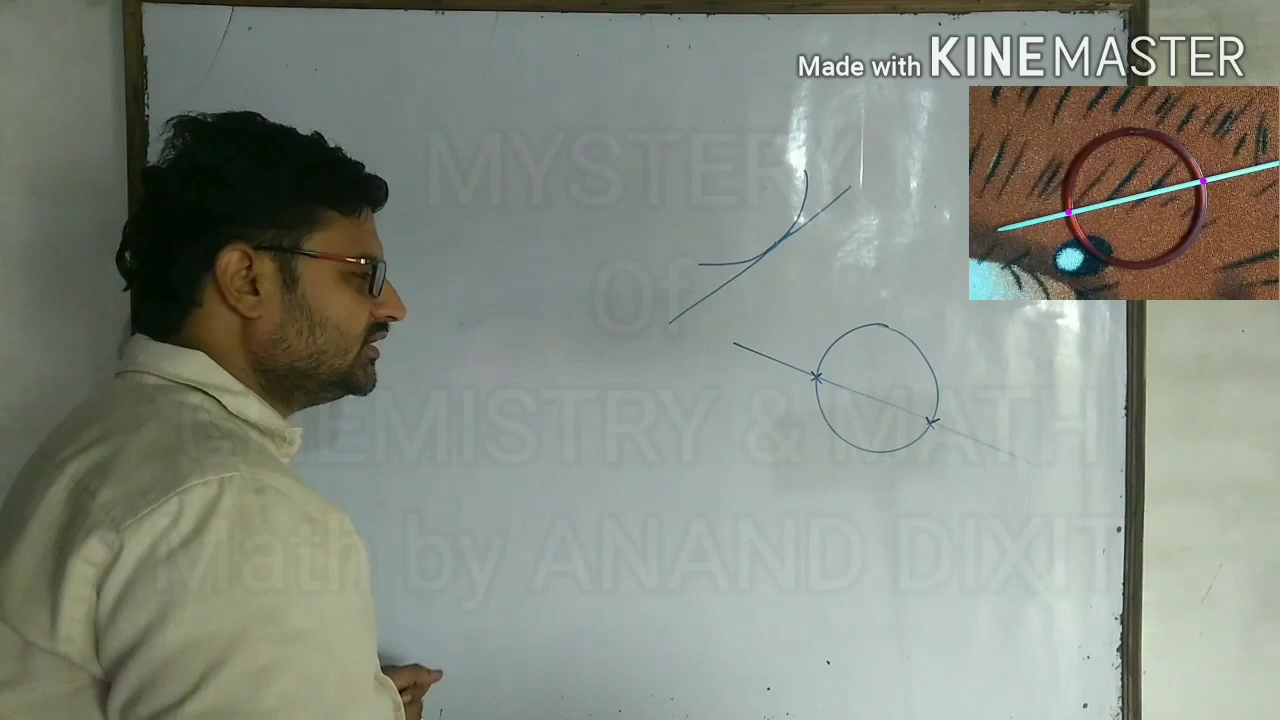 Made with KINEMASTER
MYSTERY
Of
CHEMISTRY & MATH
Math by ANAND DIXIT